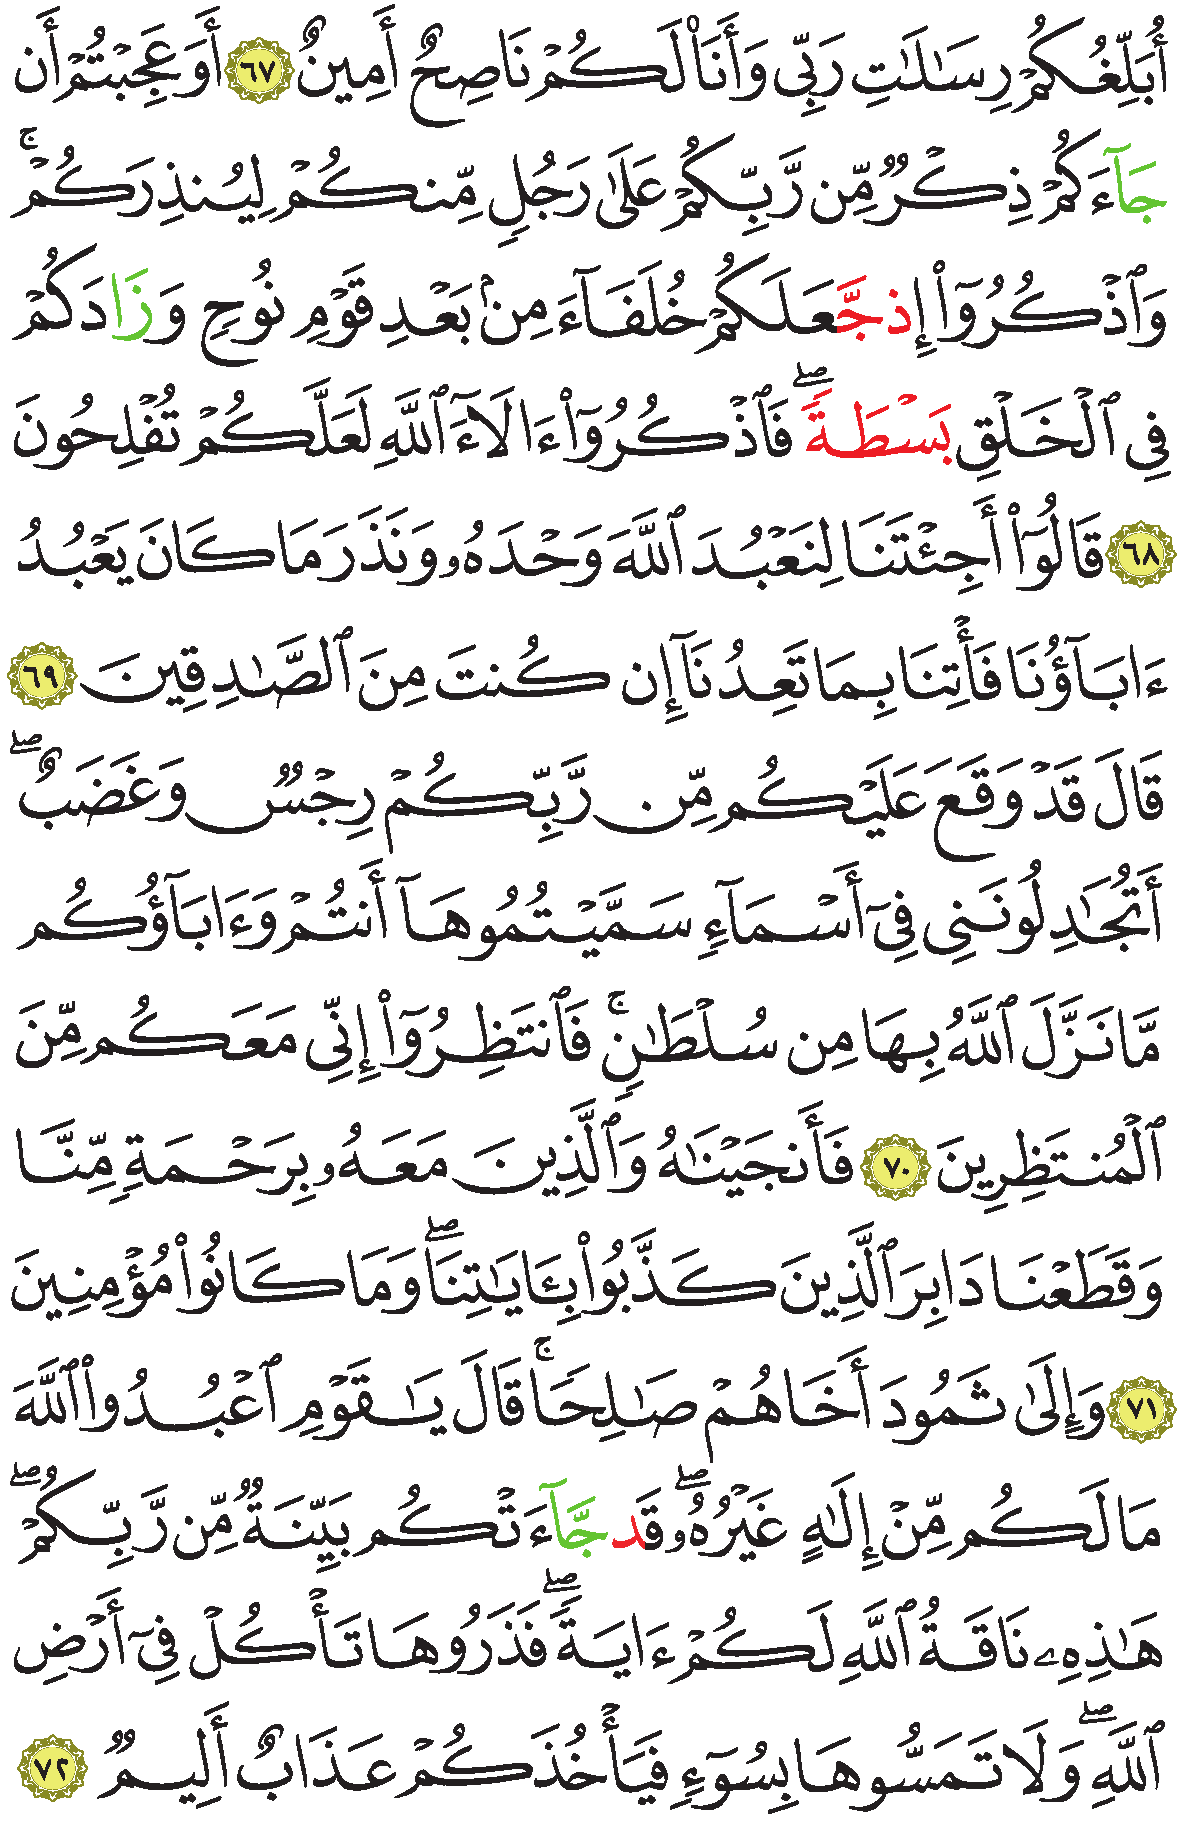 أُبَلِّغُكُمْ رِسَٰلَٰتِ رَبِّى وَأَنَا۠ لَكُمْ نَاصِحٌ أَمِينٌ ٦٧ أَوَعَجِبْتُمْ أَن
جَآءَكُمْ ذِكْرٌ مِّن رَّبِّكُمْ عَلَىٰ رَجُلٍ مِّنكُمْ لِيُنذِرَكُمْ ۚ
وَٱذْكُرُوٓا۟ إِذ جَّعَلَكُمْ خُلَفَآءَ مِنۢ بَعْدِ قَوْمِ نُوحٍ وَزَادَكُمْ
فِى ٱلْخَلْقِ بَسْطَةً ۖ فَٱذْكُرُوٓا۟ ءَالَآءَ ٱللَّهِ لَعَلَّكُمْ تُفْلِحُونَ
٦٨ قَالُوٓا۟ أَجِئْتَنَا لِنَعْبُدَ ٱللَّهَ وَحْدَهُۥ وَنَذَرَ مَا كَانَ يَعْبُدُ
ءَابَآؤُنَا فَأْتِنَا بِمَا تَعِدُنَآ إِن كُنتَ مِنَ ٱلصَّٰدِقِينَ ٦٩
قَالَ قَدْ وَقَعَ عَلَيْكُم مِّن رَّبِّكُمْ رِجْسٌ وَغَضَبٌ ۖ
أَتُجَٰدِلُونَنِى فِىٓ أَسْمَآءٍ سَمَّيْتُمُوهَآ أَنتُمْ وَءَابَآؤُكُم
مَّا نَزَّلَ ٱللَّهُ بِهَا مِن سُلْطَٰنٍ ۚ فَٱنتَظِرُوٓا۟ إِنِّى مَعَكُم مِّنَ
ٱلْمُنتَظِرِينَ ٧٠ فَأَنجَيْنَٰهُ وَٱلَّذِينَ مَعَهُۥ بِرَحْمَةٍ مِّنَّا
وَقَطَعْنَا دَابِرَ ٱلَّذِينَ كَذَّبُوا۟ بِـَٔايَٰتِنَا ۖ وَمَا كَانُوا۟ مُؤْمِنِينَ
٧١ وَإِلَىٰ ثَمُودَ أَخَاهُمْ صَٰلِحًا ۚ قَالَ يَٰقَوْمِ ٱعْبُدُوا۟ ٱللَّهَ
مَا لَكُم مِّنْ إِلَٰهٍ غَيْرُهُۥ ۖ قَد جَّآءَتْكُم بَيِّنَةٌ مِّن رَّبِّكُمْ ۖ
هَٰذِهِۦ نَاقَةُ ٱللَّهِ لَكُمْ ءَايَةً ۖ فَذَرُوهَا تَأْكُلْ فِىٓ أَرْضِ
ٱللَّهِ ۖ وَلَا تَمَسُّوهَا بِسُوٓءٍ فَيَأْخُذَكُمْ عَذَابٌ أَلِيمٌ ٧٢